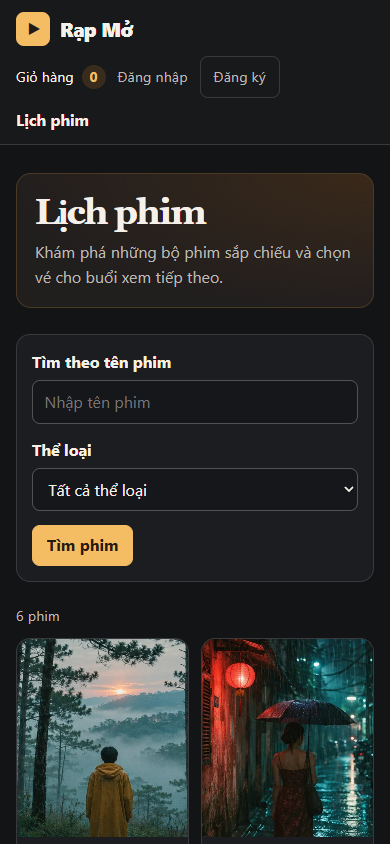 Rạp Mở
Giỏ hàng 0 Đăng nhập Đăng ký
Lịch phim
Lịch phim
Khám phá những bộ phim sắp chiếu và chọn
vé cho buổi xem tiếp theo.
Tìm theo tên phim
Nhập tên phim
Thể loại
Tất cả thể loại
Tìm phim
6 phim